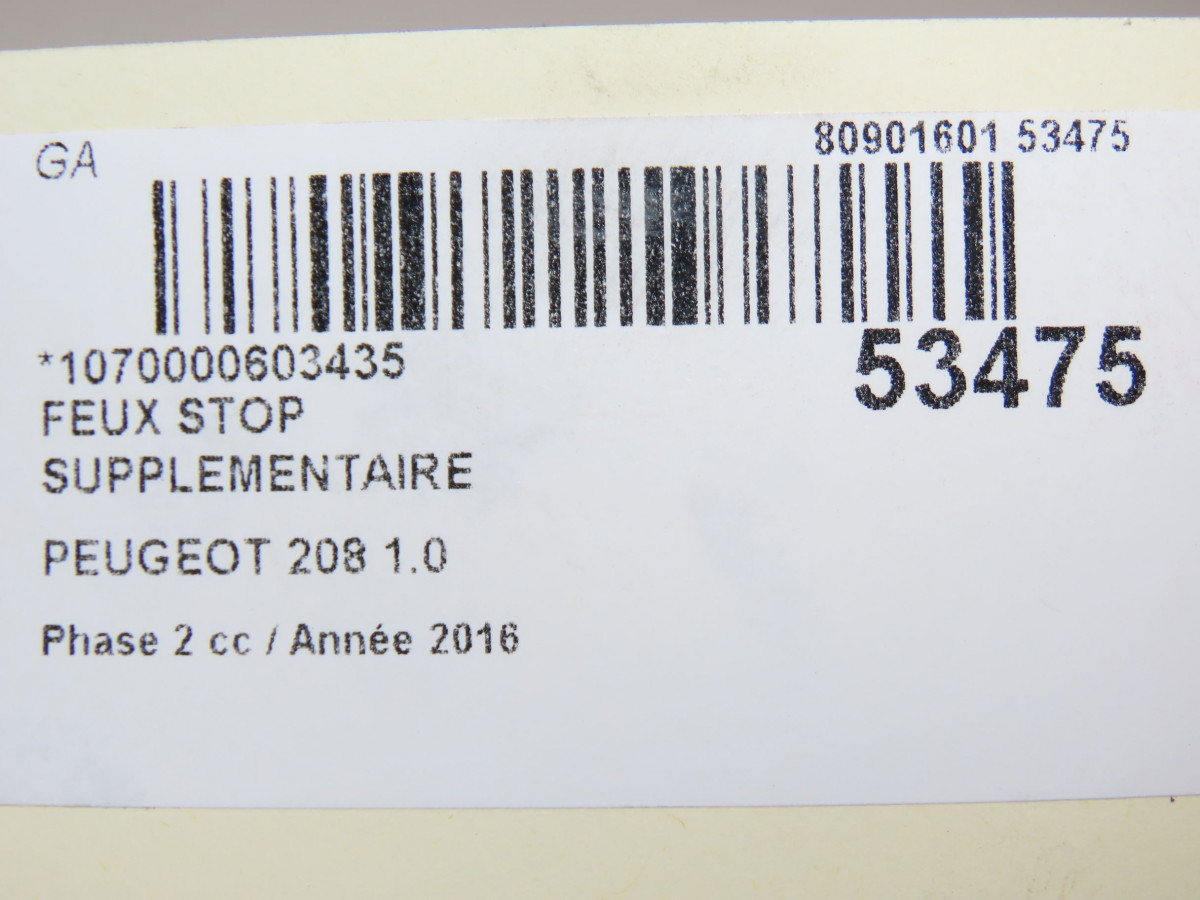 GA
80901601 53475
*1070000603435
53475
FEUX STOP
SUPPLEMENTAIRE
PEUGEOT 208 1.0
Phase 2 cc / Année 2016